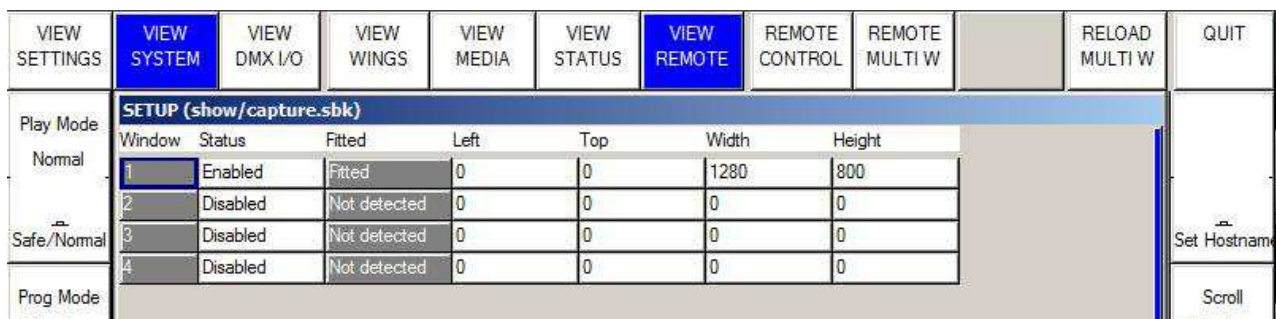 VIEW SETTINGS
VIEW SYSTEM
VIEW DMX I/O
VIEW WINGS
VIEW MEDIA
VIEW STATUS
VIEW REMOTE
REMOTE CONTROL
REMOTE MULTI W
RELOAD MULTI W
QUIT
Play Mode
Normal
Safe/Normal
Prog Mode
SETUP (show/capture.sbk)
Window Status Fitted Left Top Width Height
1 Enabled Fitted 0 0 1280 800
2 Disabled Not detected 0 0 0 0
3 Disabled Not detected 0 0 0 0
4 Disabled Not detected 0 0 0 0
Set Hostname
Scroll